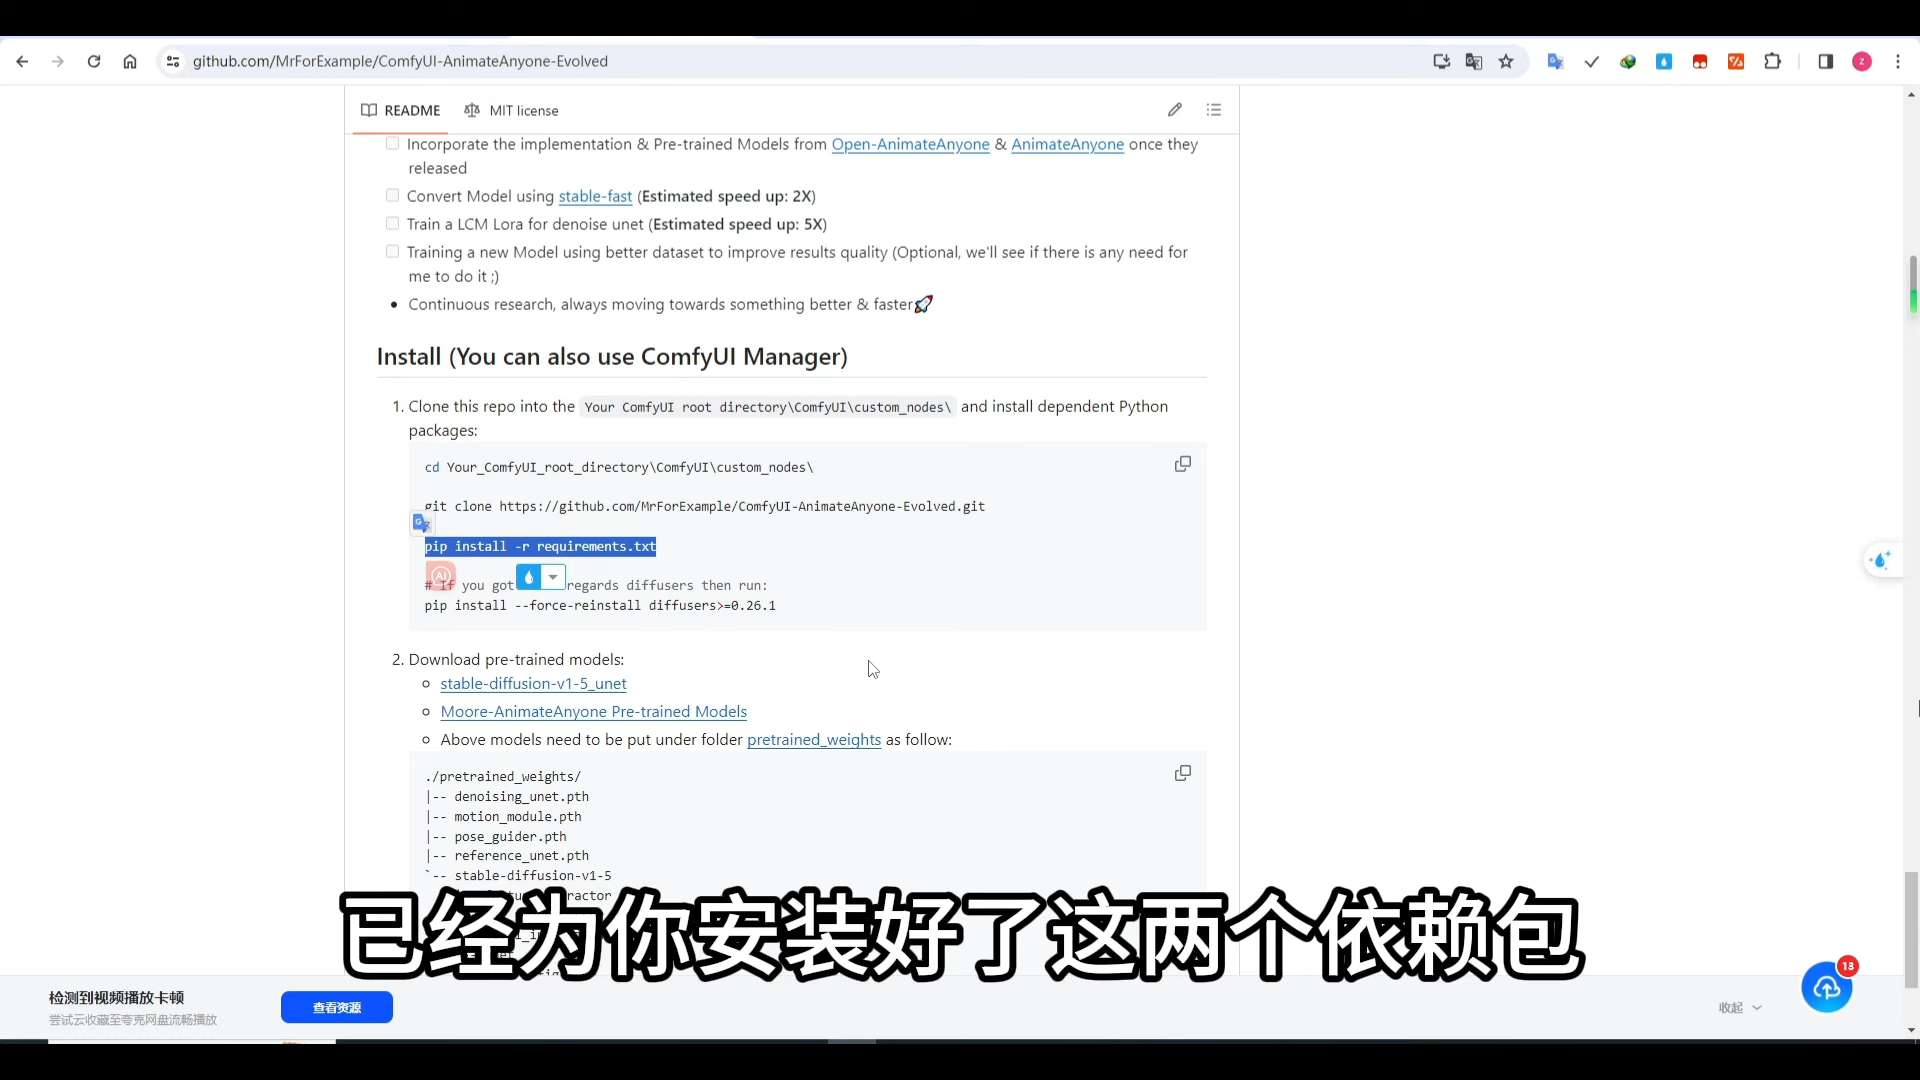 github.com/MrForExample/ComfyUI-AnimateAnyone-Evolved
z
README
MIT license
Incorporate the implementation & Pre-trained Models from Open-AnimateAnyone & AnimateAnyone once they
released
Convert Model using stable-fast (Estimated speed up: 2X)
Train a LCM Lora for denoise unet (Estimated speed up: 5X)
Training a new Model using better dataset to improve results quality (Optional, we'll see if there is any need for
me to do it ;)
Continuous research, always moving towards something better & faster🚀
Install (You can also use ComfyUI Manager)
1. Clone this repo into the Your ComfyUI root directory\ComfyUI\custom_nodes\ and install dependent Python
packages:
cd Your_ComfyUI_root_directory\ComfyUI\custom_nodes\
git clone https://github.com/MrForExample/ComfyUI-AnimateAnyone-Evolved.git
pip install -r requirements.txt
AI
# If you got regards diffusers then run:
pip install --force-reinstall diffusers>=0.26.1
2. Download pre-trained models:
stable-diffusion-v1-5_unet
Moore-AnimateAnyone Pre-trained Models
Above models need to be put under folder pretrained_weights as follow:
./pretrained_weights/
|-- denoising_unet.pth
|-- motion_module.pth
|-- pose_guider.pth
|-- reference_unet.pth
`-- stable-diffusion-v1-5
已经为你安装好了这两个依赖包
检测到视频播放卡顿
尝试云收藏至夸克网盘流畅播放
查看资源
收起
13